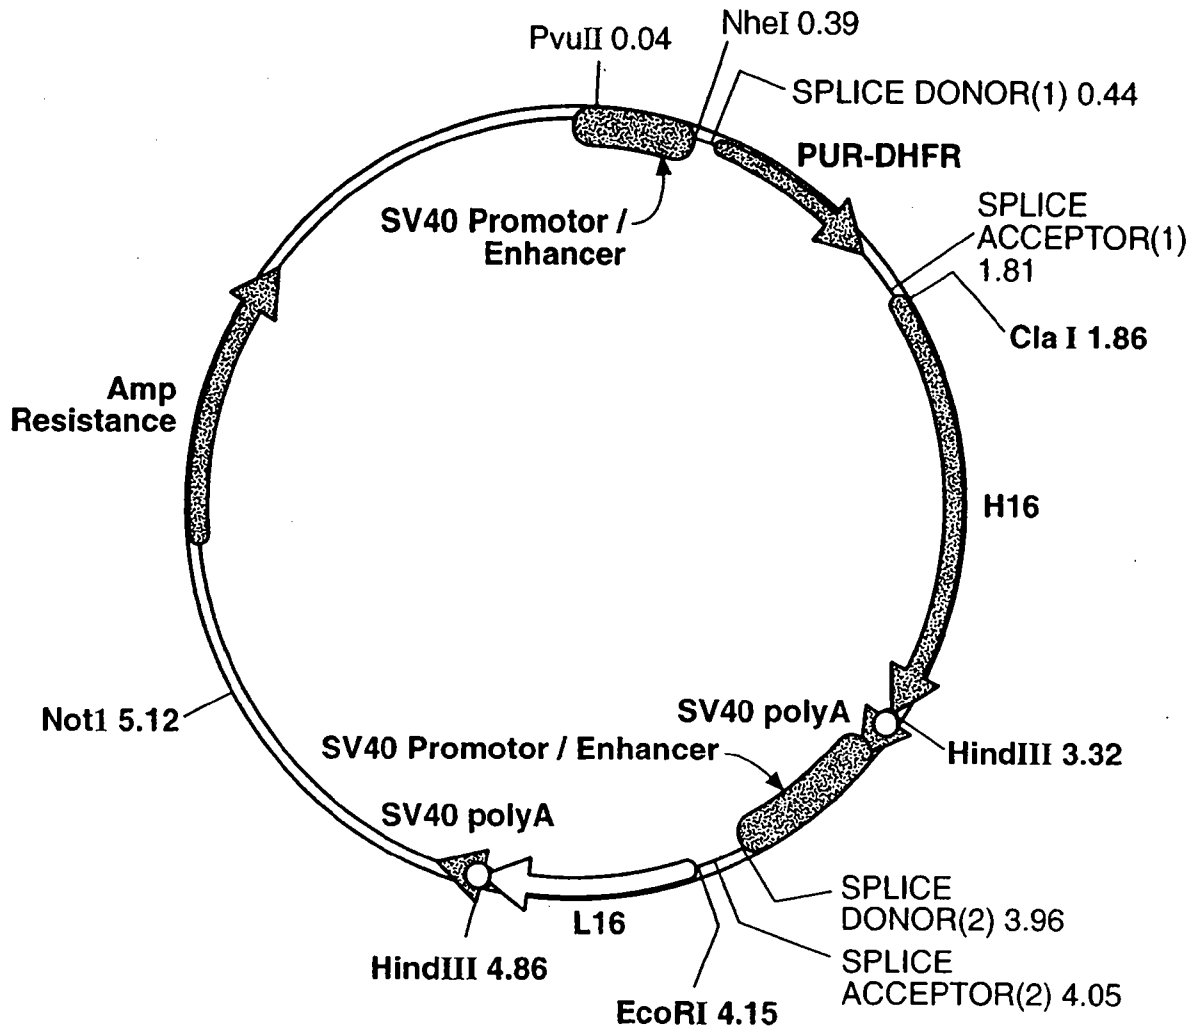 PvuII 0.04
NheI 0.39
SPLICE DONOR(1) 0.44
PUR-DHFR
SV40 Promotor /
Enhancer
SPLICE
ACCEPTOR(1)
1.81
Cla I 1.86
Amp
Resistance
H16
Not1 5.12
SV40 polyA
SV40 Promotor / Enhancer
HindIII 3.32
SV40 polyA
SPLICE
DONOR(2) 3.96
L16
SPLICE
ACCEPTOR(2) 4.05
HindIII 4.86
EcoRI 4.15